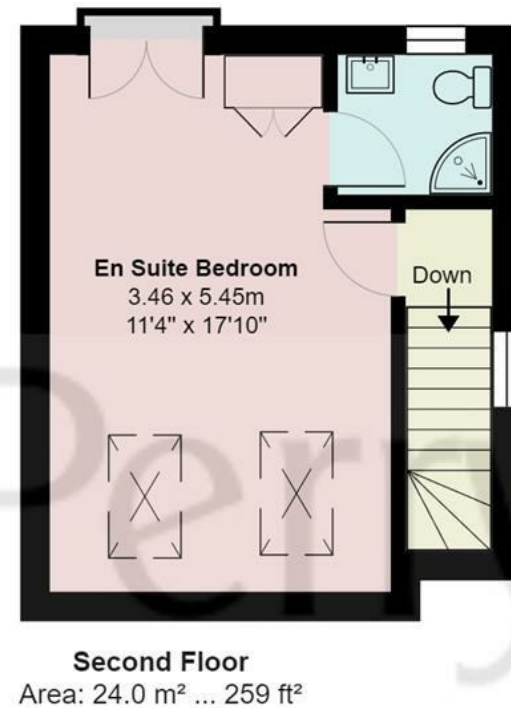 En Suite Bedroom
3.46 x 5.45m
11'4" x 17'10"
Down
Perry
Second Floor
Area: 24.0 m² ... 259 ft²